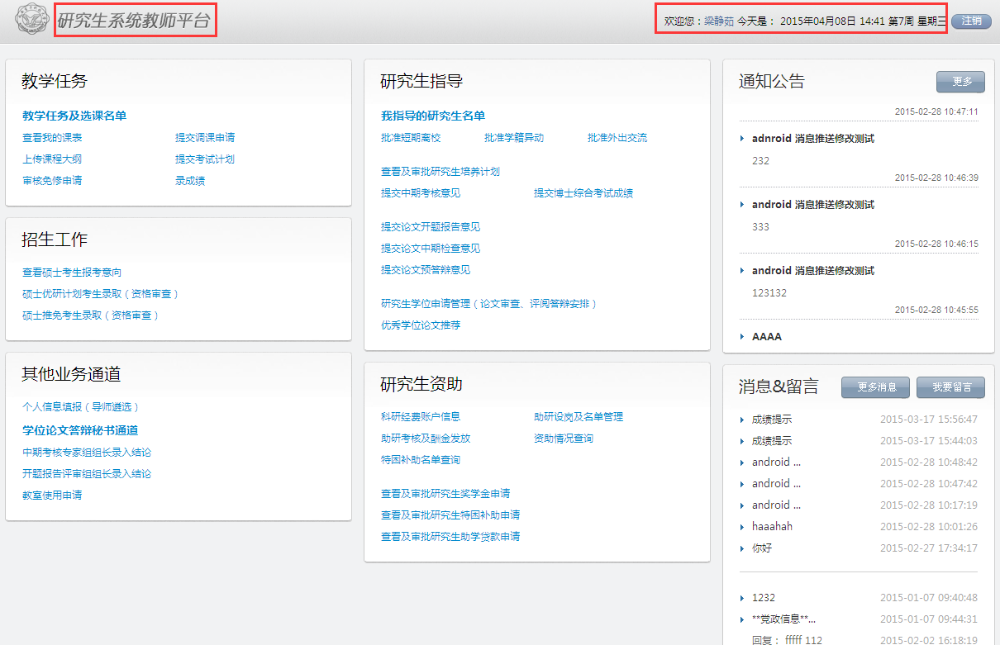 研究生系统教师平台
欢迎您：梁静茹 今天是： 2015年04月08日 14:41 第7周 星期三
注销
教学任务
教学任务及选课名单
查看我的课表 提交调课申请
上传课程大纲 提交考试计划
审核免修申请 录成绩
招生工作
查看硕士考生报考意向
硕士优研计划考生录取（资格审查）
硕士推免考生录取（资格审查）
其他业务通道
个人信息填报（导师遴选）
学位论文答辩秘书通道
中期考核专家组组长录入结论
开题报告评审组组长录入结论
教室使用申请
研究生指导
我指导的研究生名单
批准短期离校 批准学籍异动 批准外出交流
查看及审批研究生培养计划
提交中期考核意见 提交博士综合考试成绩
提交论文开题报告意见
提交论文中期检查意见
提交论文预答辩意见
研究生学位申请管理（论文审查、评阅答辩安排）
优秀学位论文推荐
研究生资助
科研经费账户信息 助研设岗及名单管理
助研考核及酬金发放 资助情况查询
特困补助名单查询
查看及审批研究生奖学金申请
查看及审批研究生特困补助申请
查看及审批研究生助学贷款申请
通知公告 更多
2015-02-28 10:47:11
adnroid 消息推送修改测试
232
2015-02-28 10:46:39
android 消息推送修改测试
333
2015-02-28 10:46:15
android 消息推送修改测试
123132
2015-02-28 10:45:55
AAAA
消息&留言 更多消息 我要留言
成绩提示 2015-03-17 15:56:47
成绩提示 2015-03-17 15:44:03
android ... 2015-02-28 10:48:42
android ... 2015-02-28 10:47:42
android ... 2015-02-28 10:17:19
haaahah 2015-02-28 10:01:26
你好 2015-02-27 17:34:17
1232 2015-01-07 09:40:48
**党政信息**... 2015-01-07 09:44:31
回复： fffff 112 2015-02-02 16:18:19